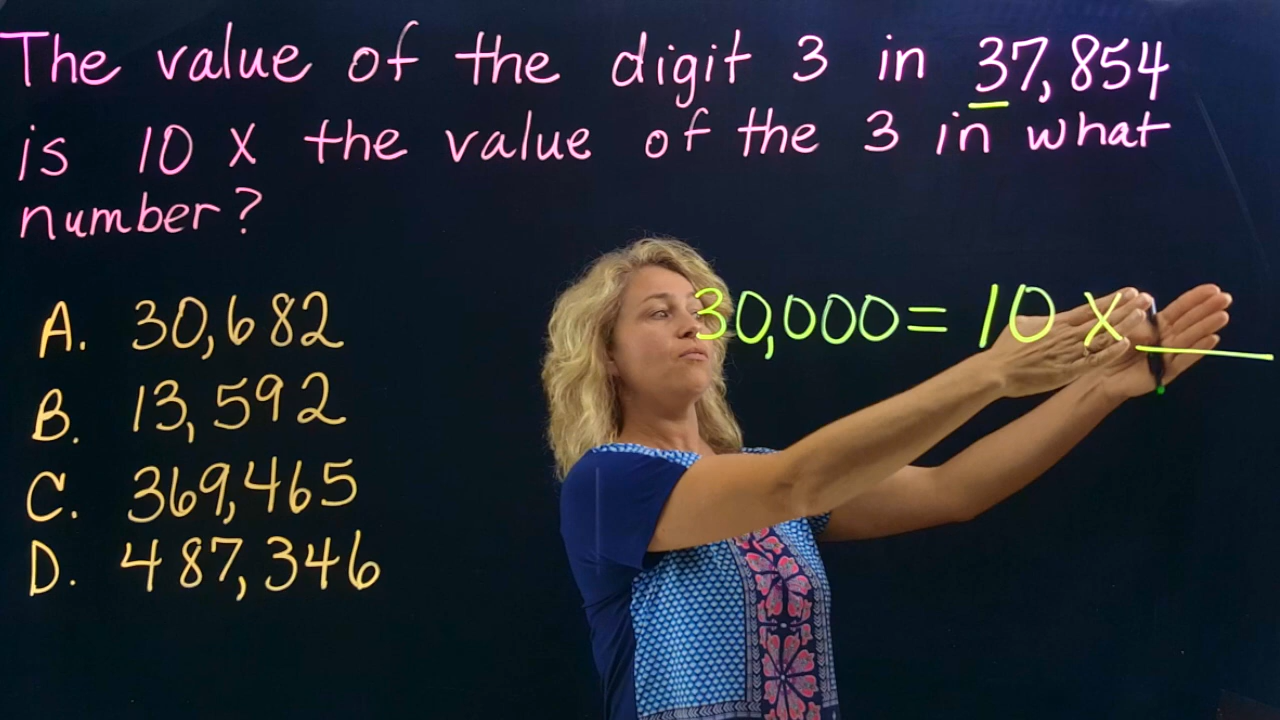 The value of the digit 3 in 37,854
is 10 X the value of the 3 in what
number?
30,000 = 10 X ____
A. 30,682
B. 13,592
C. 369,465
D. 487,346